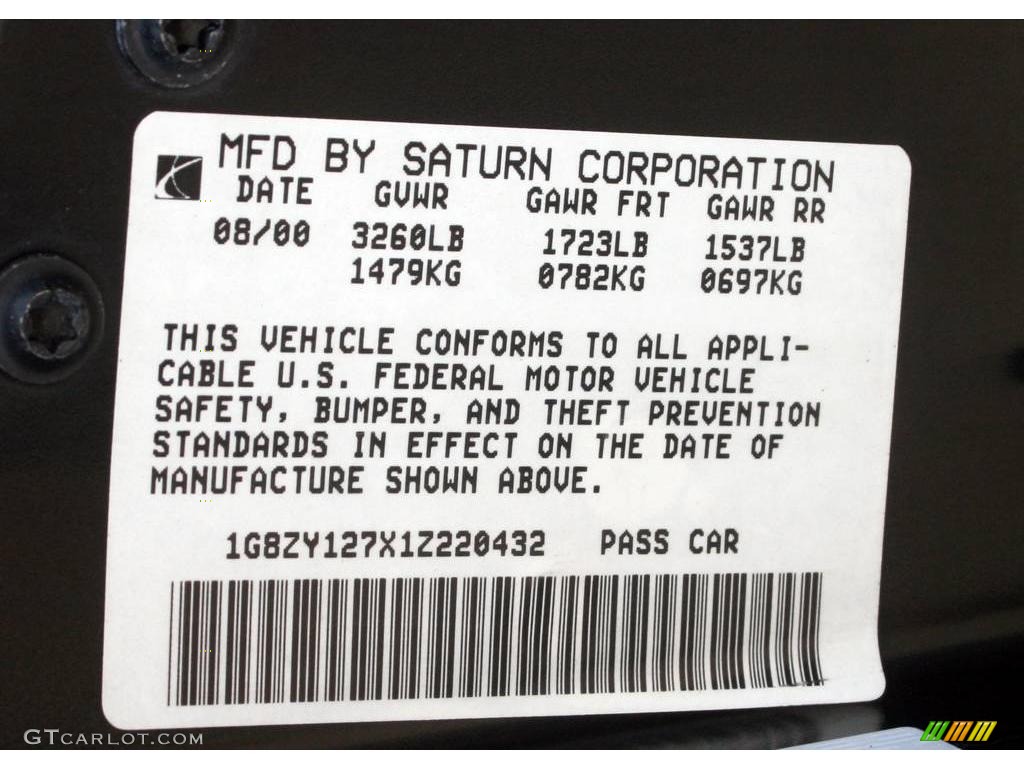 MFD BY SATURN CORPORATION
DATE GVWR GAWR FRT GAWR RR
08/00 3260LB 1723LB 1537LB
1479KG 0782KG 0697KG
THIS VEHICLE CONFORMS TO ALL APPLI-
CABLE U.S. FEDERAL MOTOR VEHICLE
SAFETY, BUMPER, AND THEFT PREVENTION
STANDARDS IN EFFECT ON THE DATE OF
MANUFACTURE SHOWN ABOVE.
1G8ZY127X1Z220432 PASS CAR
GTCARLOT.COM